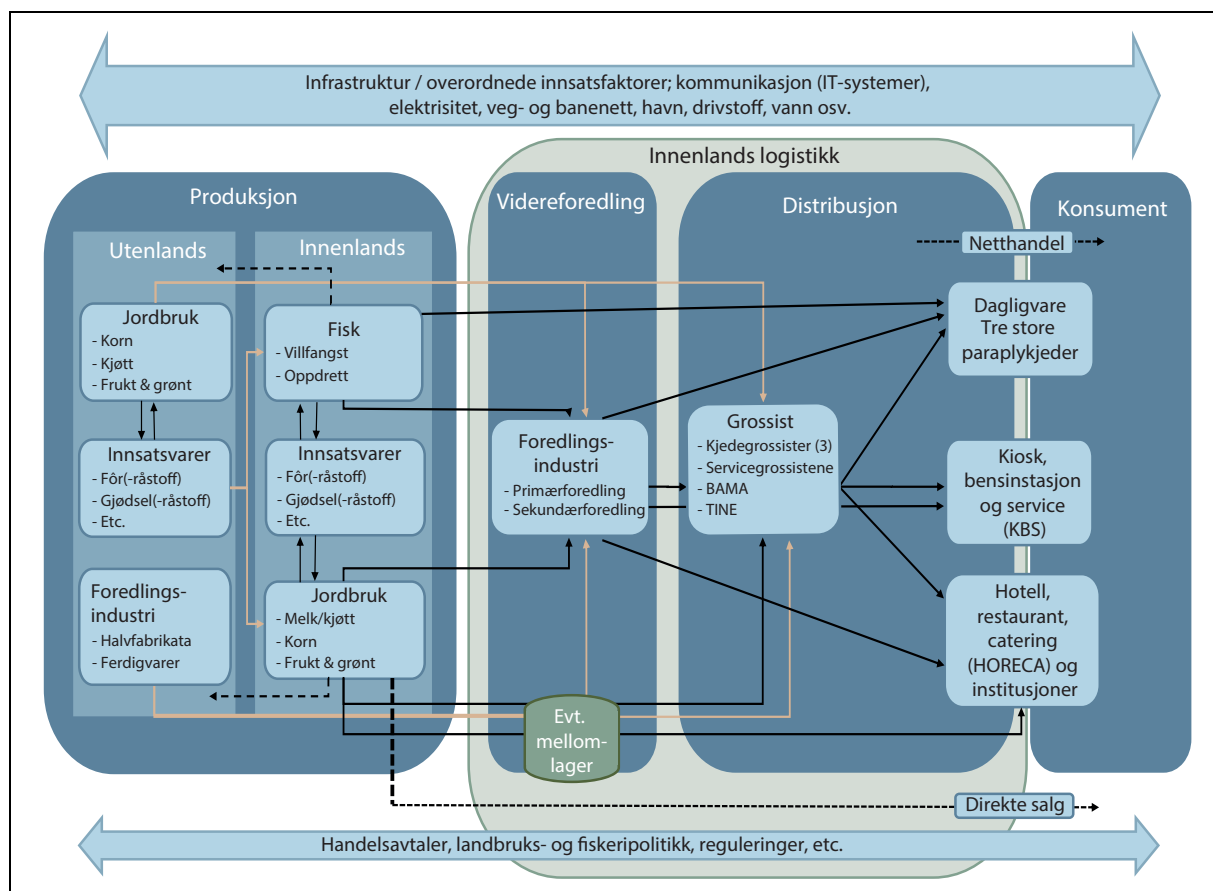 Infrastruktur / overordnede innsatsfaktorer; kommunikasjon (IT-systemer),
elektrisitet, veg- og banenett, havn, drivstoff, vann osv.
Innenlands logistikk
Produksjon
Videreforedling
Distribusjon
Konsument
Utenlands
Innenlands
Netthandel
Jordbruk
- Korn
- Kjøtt
- Frukt & grønt
Fisk
- Villfangst
- Oppdrett
Dagligvare
Tre store
paraplykjeder
Innsatsvarer
- Fôr(-råstoff)
- Gjødsel(-råstoff)
- Etc.
Innsatsvarer
- Fôr(-råstoff)
- Gjødsel(-råstoff)
- Etc.
Foredlings-
industri
- Primærforedling
- Sekundærforedling
Grossist
- Kjedegrossister (3)
- Servicegrossistene
- BAMA
- TINE
Kiosk,
bensinstasjon
og service
(KBS)
Foredlings-
industri
- Halvfabrikata
- Ferdigvarer
Jordbruk
- Melk/kjøtt
- Korn
- Frukt & grønt
Hotell,
restaurant,
catering
(HORECA) og
institusjoner
Evt.
mellom-
lager
Direkte salg
Handelsavtaler, landbruks- og fiskeripolitikk, reguleringer, etc.